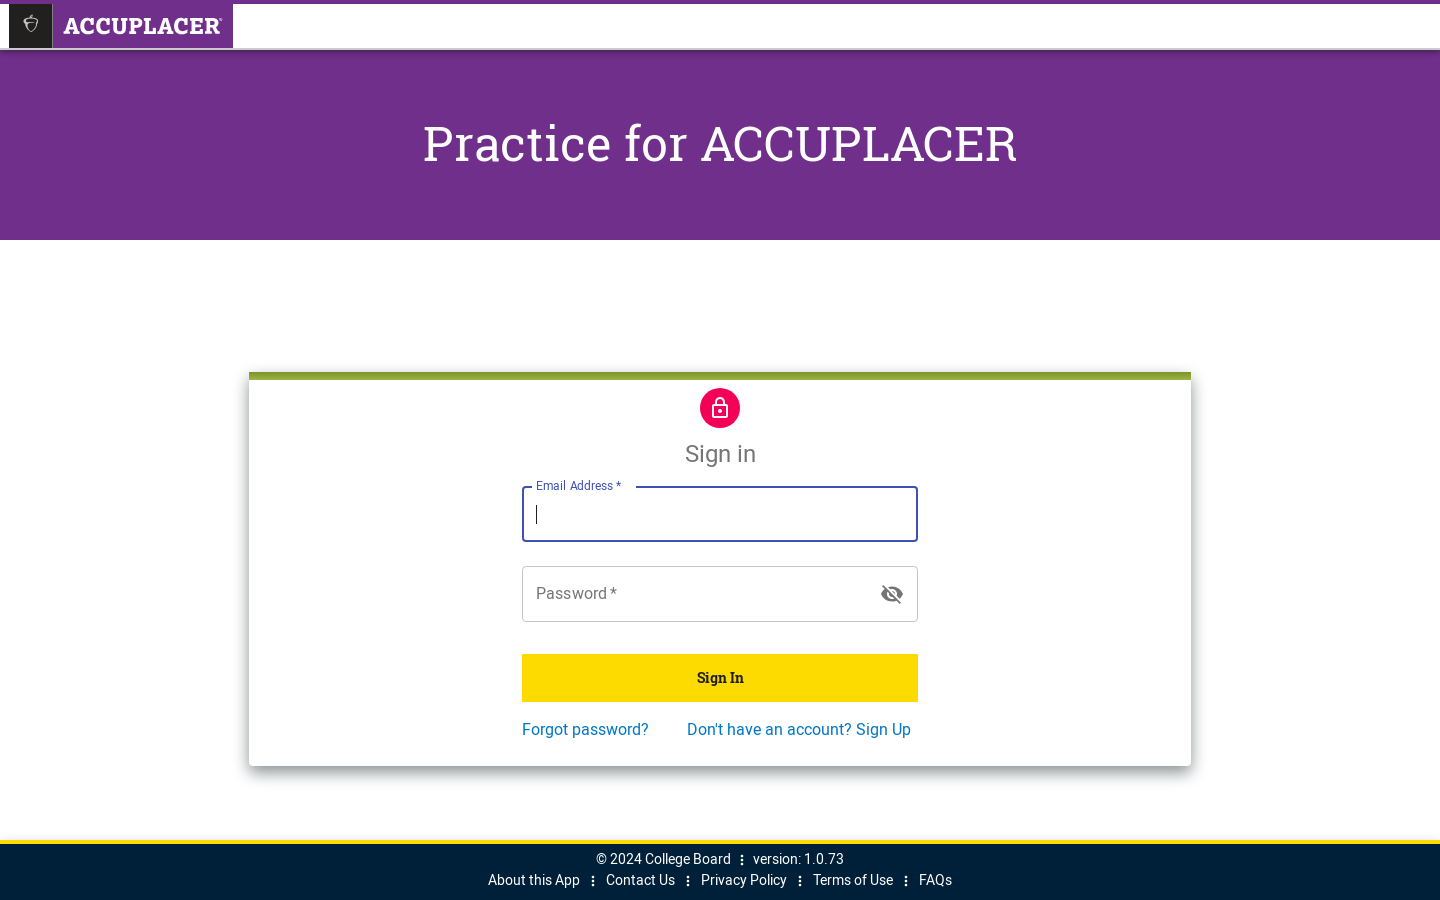 ACCUPLACER®
Practice for ACCUPLACER
Sign in
Email Address *
Password *
Sign In
Forgot password? Don't have an account? Sign Up
© 2024 College Board ⋮ version: 1.0.73
About this App ⋮ Contact Us ⋮ Privacy Policy ⋮ Terms of Use ⋮ FAQs